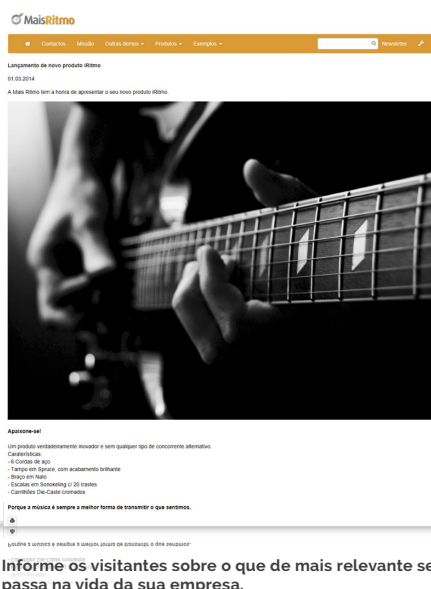 MaisRitmo
Contactos Missão Outras demos Produtos Exemplos Newsletter
Lançamento de novo produto iRitmo
01.03.2014
A Mais Ritmo tem a honra de apresentar o seu novo produto iRitmo.
Apaixone-se!
Um produto verdadeiramente inovador e sem qualquer tipo de concorrente alternativo.
Caraterísticas:
- 6 Cordas de aço
- Tampo em Spruce, com acabamento brilhante
- Braço em Nato
- Escalas em Sonokeling c/ 20 trastes
- Carrilhões Die-Caste cromados
Porque a música é sempre a melhor forma de transmitir o que sentimos.
Informe os visitantes sobre o que de mais relevante se
passa na vida da sua empresa.